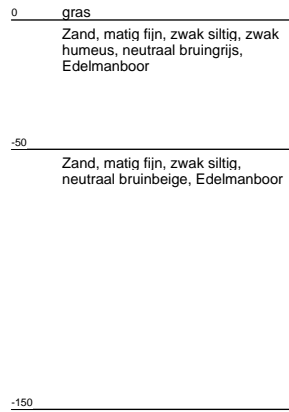 0 gras
Zand, matig fijn, zwak siltig, zwak
humeus, neutraal bruingrijs,
Edelmanboor
-50
Zand, matig fijn, zwak siltig,
neutraal bruinbeige, Edelmanboor
-150